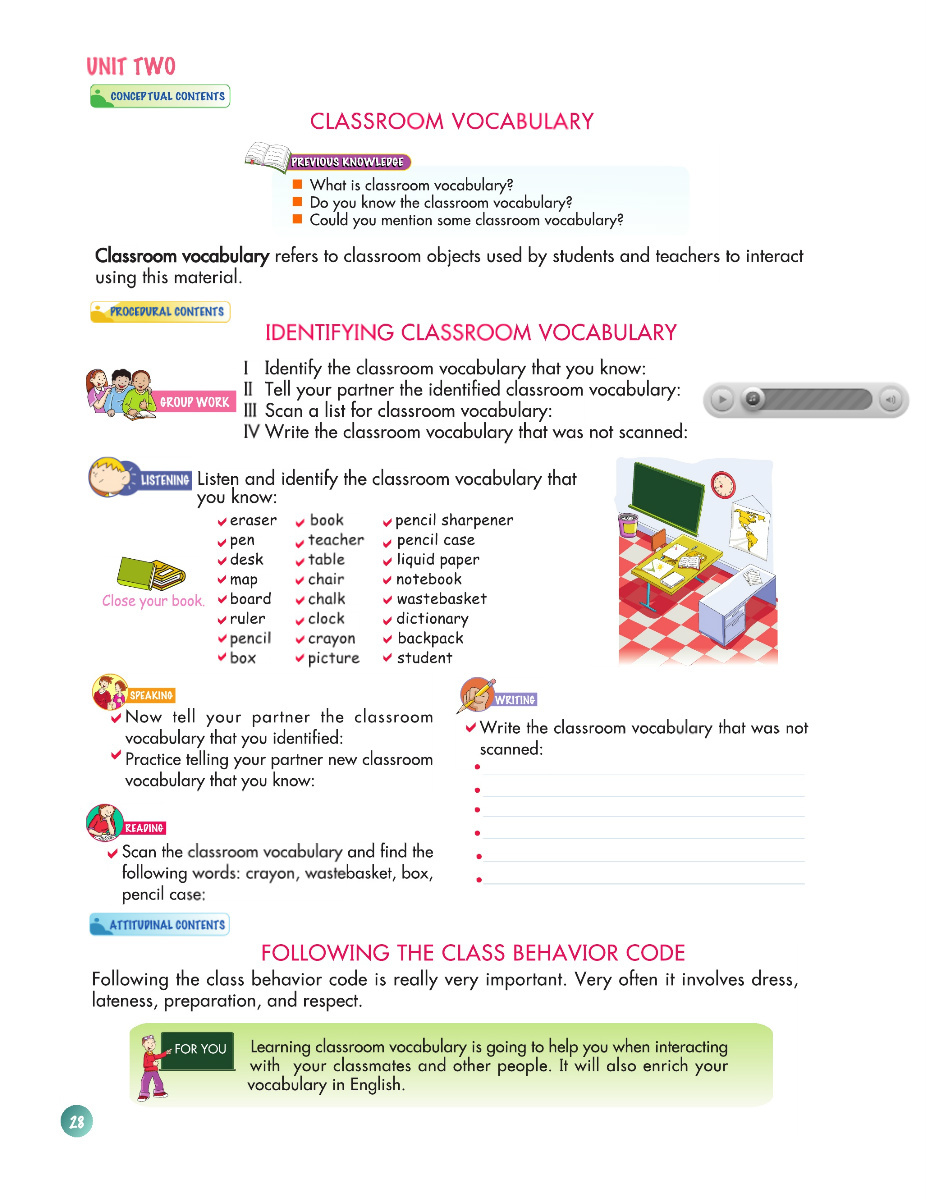 UNIT TWO
CONCEPTUAL CONTENTS
CLASSROOM VOCABULARY
PREVIOUS KNOWLEDGE
What is classroom vocabulary?
Do you know the classroom vocabulary?
Could you mention some classroom vocabulary?
Classroom vocabulary refers to classroom objects used by students and teachers to interact
using this material.
PROCEDURAL CONTENTS
IDENTIFYING CLASSROOM VOCABULARY
GROUP WORK
I Identify the classroom vocabulary that you know:
II Tell your partner the identified classroom vocabulary:
III Scan a list for classroom vocabulary:
IV Write the classroom vocabulary that was not scanned:
LISTENING
Listen and identify the classroom vocabulary that
you know:
Close your book.
eraser
pen
desk
map
board
ruler
pencil
box
book
teacher
table
chair
chalk
clock
crayon
picture
pencil sharpener
pencil case
liquid paper
notebook
wastebasket
dictionary
backpack
student
SPEAKING
Now tell your partner the classroom
vocabulary that you identified:
Practice telling your partner new classroom
vocabulary that you know:
READING
Scan the classroom vocabulary and find the
following words: crayon, wastebasket, box,
pencil case:
WRITING
Write the classroom vocabulary that was not
scanned:
ATTITUDINAL CONTENTS
FOLLOWING THE CLASS BEHAVIOR CODE
Following the class behavior code is really very important. Very often it involves dress,
lateness, preparation, and respect.
FOR YOU
Learning classroom vocabulary is going to help you when interacting
with your classmates and other people. It will also enrich your
vocabulary in English.
28